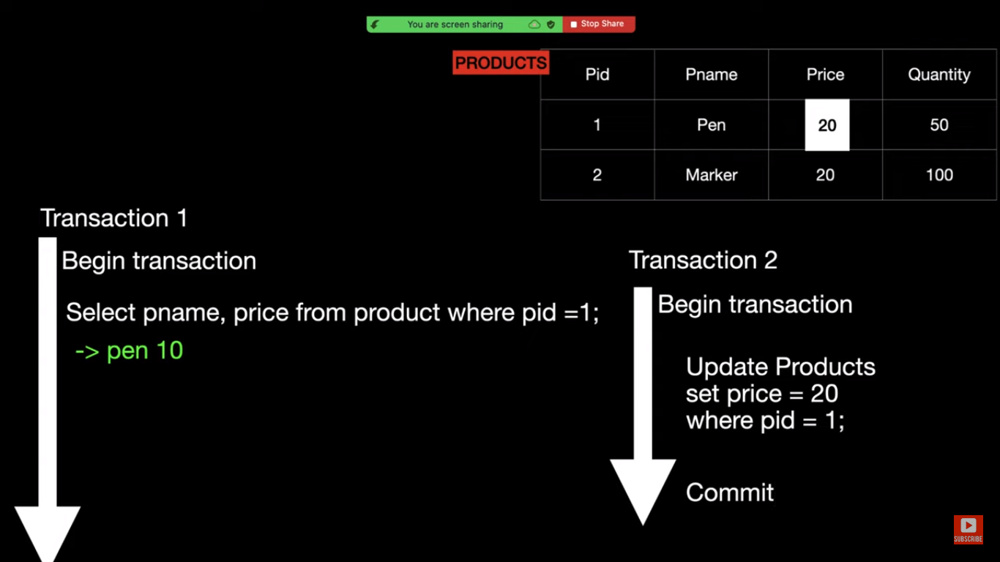 You are screen sharing Stop Share
PRODUCTS
Pid Pname Price Quantity
1 Pen 20 50
2 Marker 20 100
Transaction 1
Begin transaction
Select pname, price from product where pid =1;
-> pen 10
Transaction 2
Begin transaction
Update Products
set price = 20
where pid = 1;
Commit
SUBSCRIBE